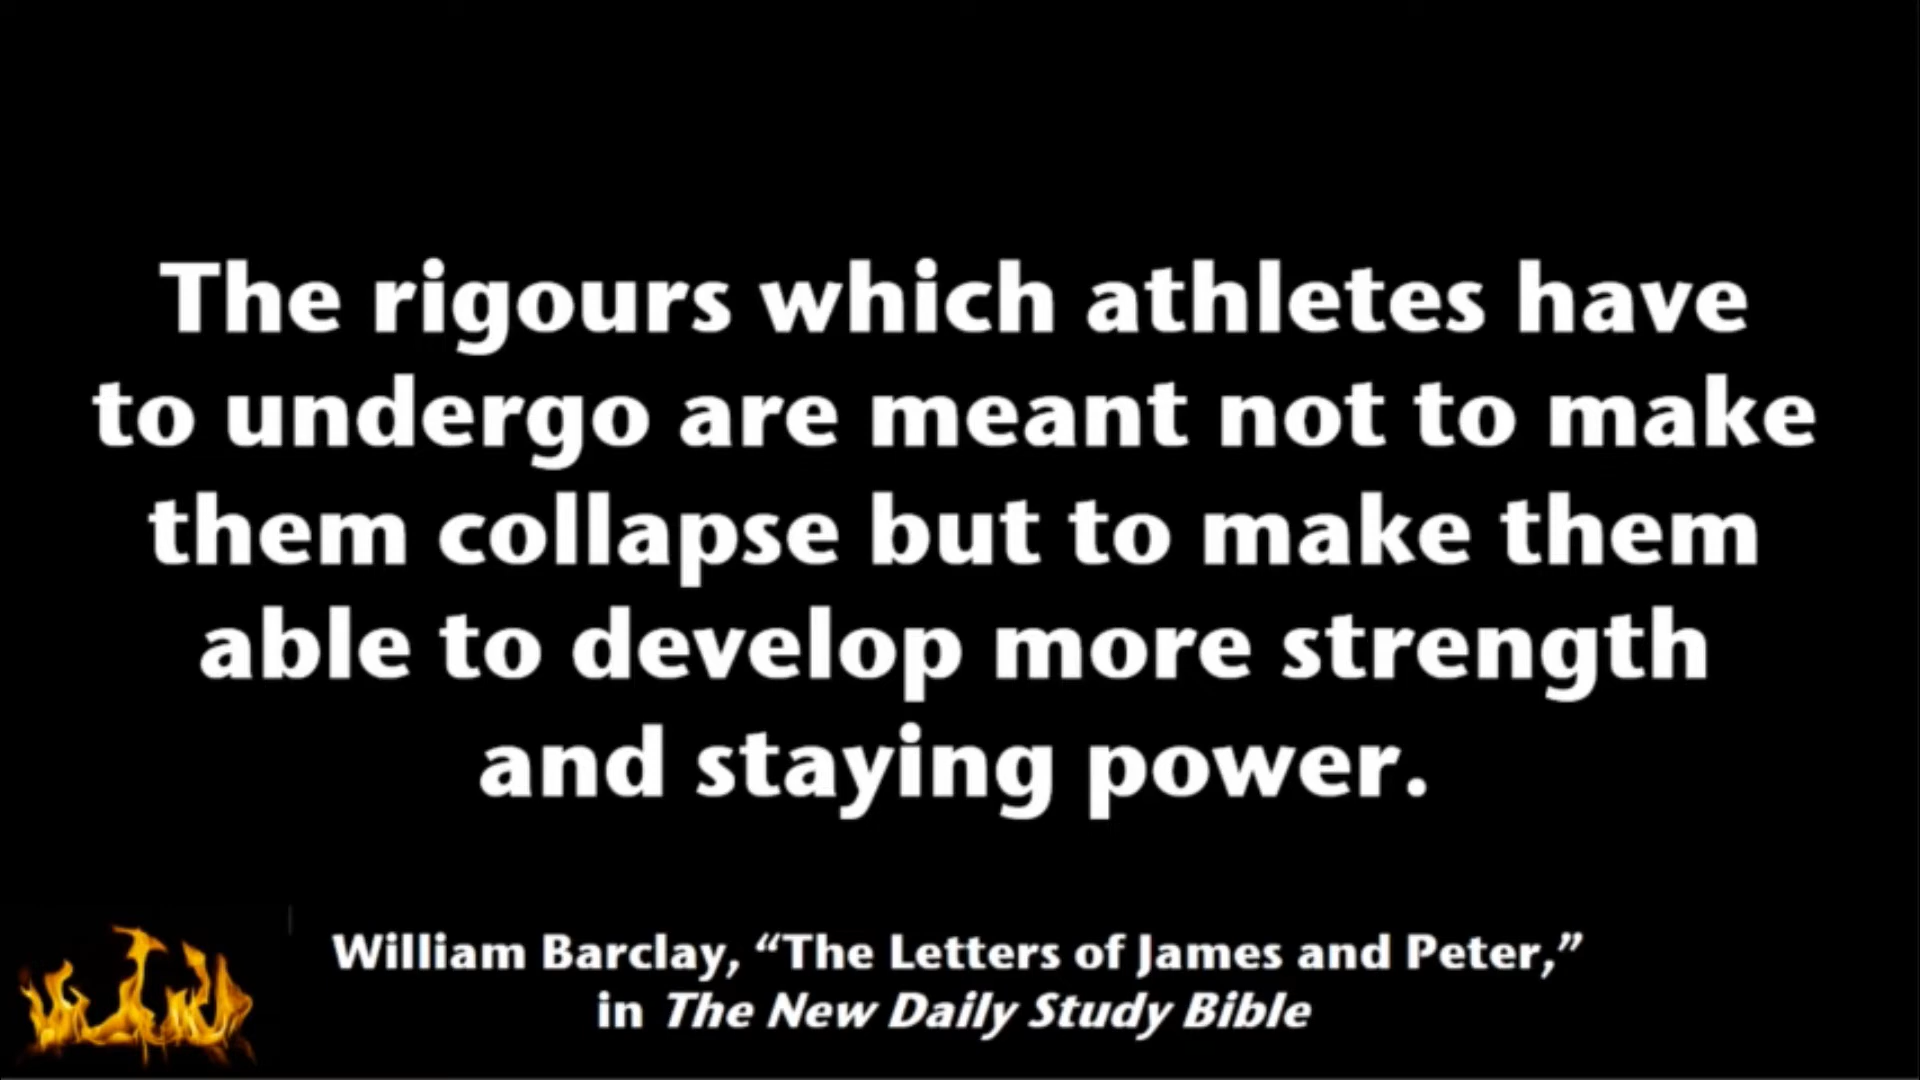 The rigours which athletes have
to undergo are meant not to make
them collapse but to make them
able to develop more strength
and staying power.
William Barclay, “The Letters of James and Peter,”
in The New Daily Study Bible